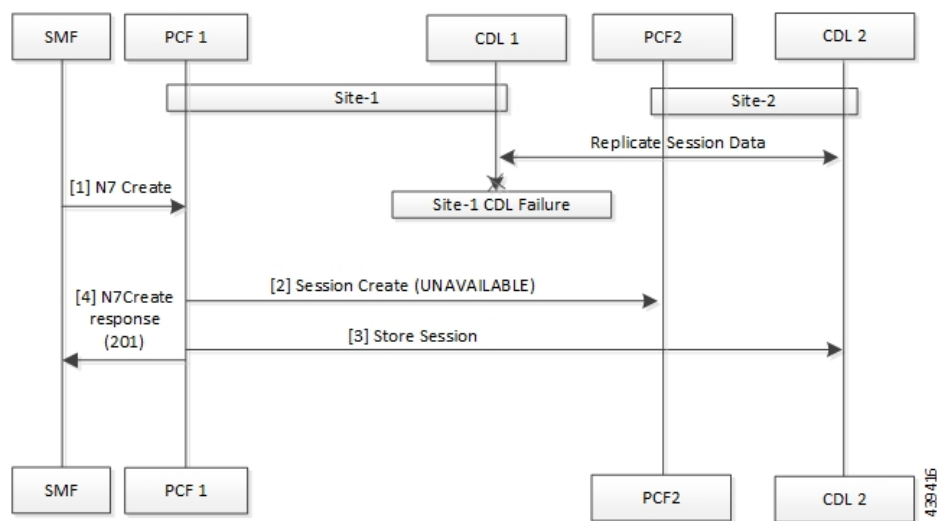 SMF
PCF 1
CDL 1
PCF2
CDL 2
Site-1
Site-2
Replicate Session Data
[1] N7 Create
Site-1 CDL Failure
[2] Session Create (UNAVAILABLE)
[4] N7Create
response
(201)
[3] Store Session
SMF
PCF 1
PCF2
CDL 2
439416